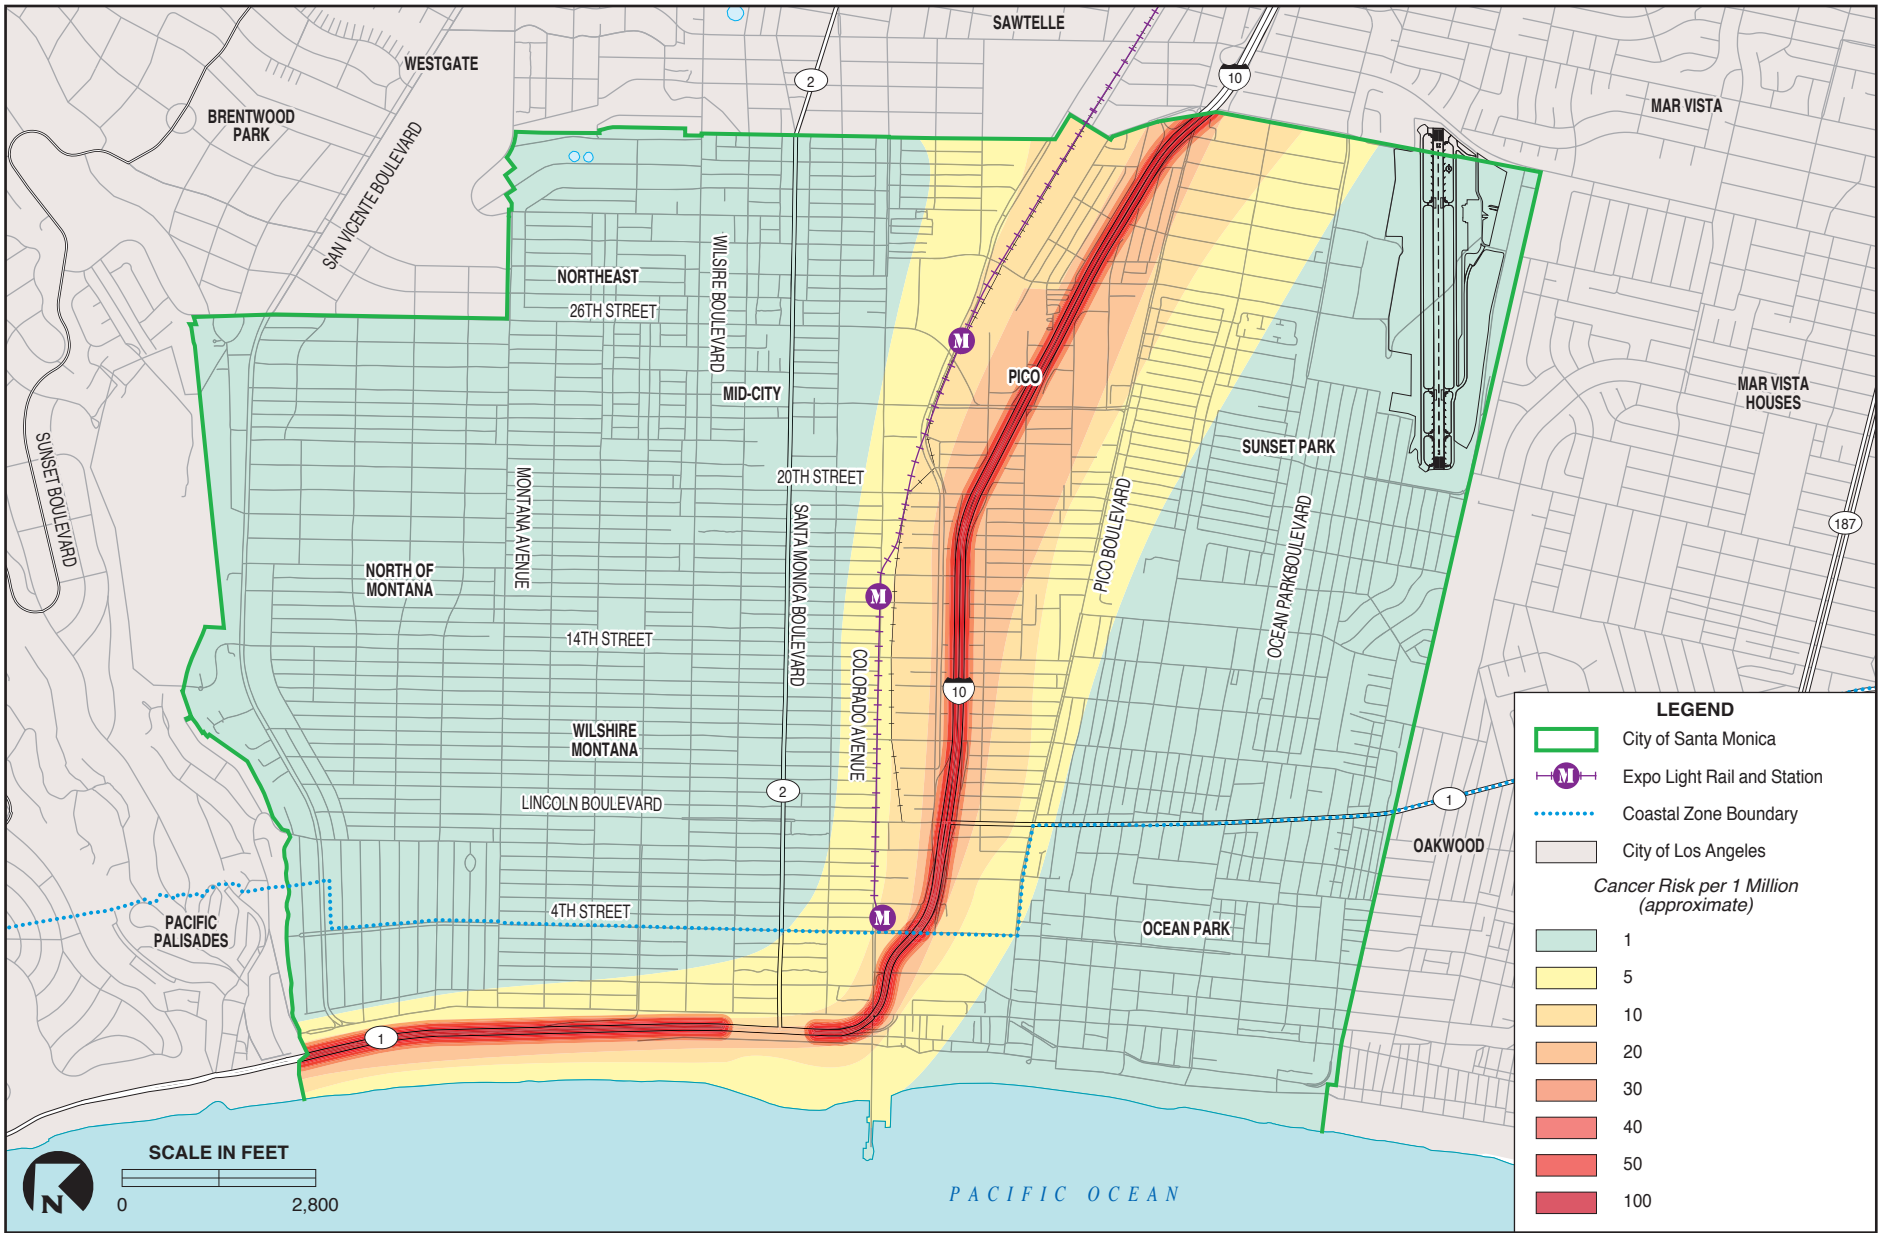 SAWTELLE
WESTGATE
2
10
MAR VISTA
BRENTWOOD
PARK
SAN VICENTE BOULEVARD
WILSIRE BOULEVARD
NORTHEAST
26TH STREET
M
PICO
MID-CITY
MAR VISTA
HOUSES
SUNSET BOULEVARD
MONTANA AVENUE
20TH STREET
SUNSET PARK
SANTA MONICA BOULEVARD
PICO BOULEVARD
OCEAN PARKBOULEVARD
187
NORTH OF
MONTANA
M
14TH STREET
COLORADO AVENUE
10
WILSHIRE
MONTANA
2
LINCOLN BOULEVARD
1
OAKWOOD
4TH STREET
M
PACIFIC
PALISADES
OCEAN PARK
1
LEGEND
City of Santa Monica
M
Expo Light Rail and Station
Coastal Zone Boundary
City of Los Angeles
Cancer Risk per 1 Million
(approximate)
1
5
10
20
30
40
50
100
N
SCALE IN FEET
0
2,800
PACIFIC OCEAN